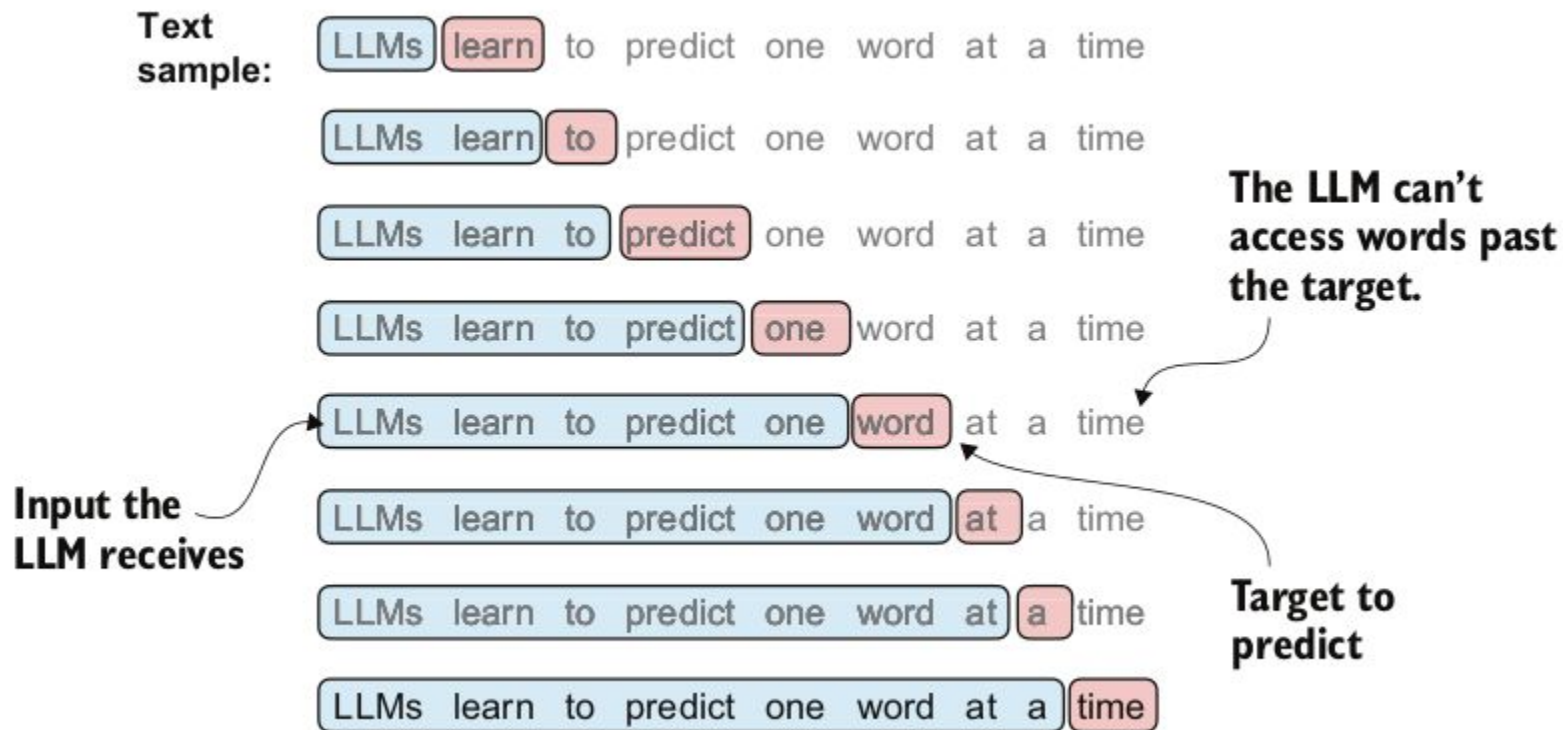 Text
sample:
LLMs learn to predict one word at a time
LLMs learn to predict one word at a time
LLMs learn to predict one word at a time
The LLM can't
access words past
the target.
LLMs learn to predict one word at a time
LLMs learn to predict one word at a time
Input the
LLM receives
LLMs learn to predict one word at a time
Target to
predict
LLMs learn to predict one word at a time
LLMs learn to predict one word at a time